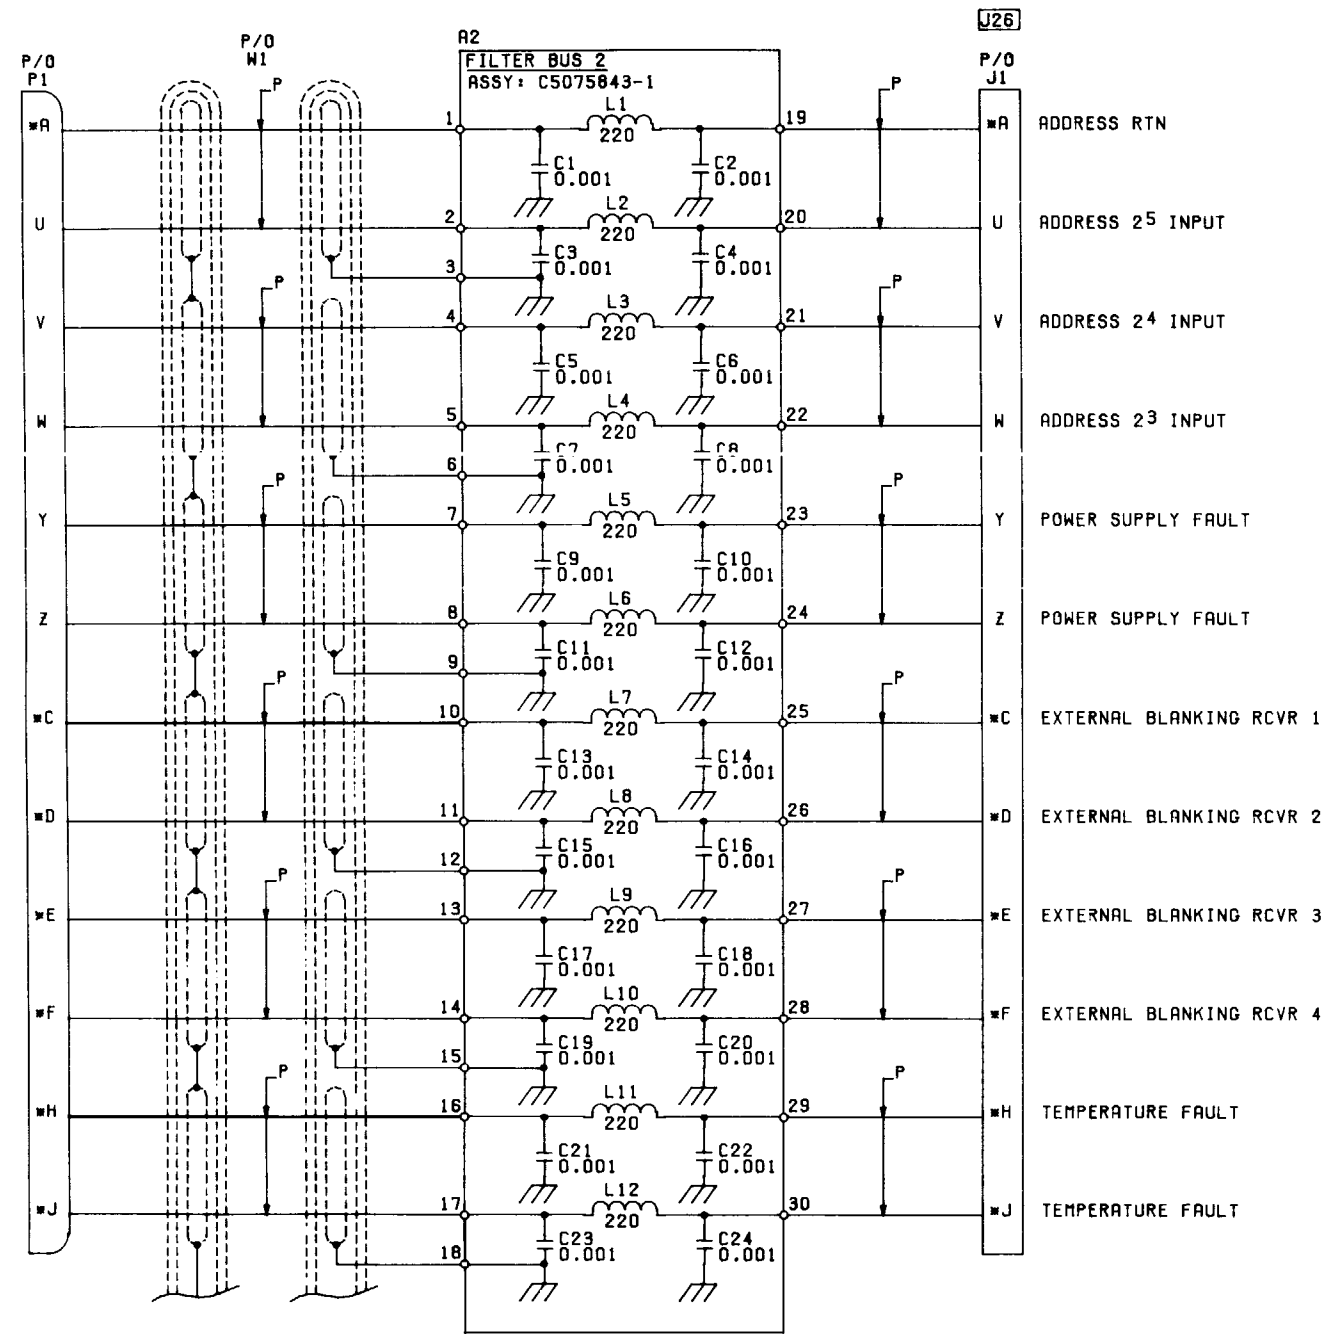 J26
A2
P/O
W1
P/O
P1
P/O
J1
FILTER BUS 2
ASSY: C5075843-1
P
P
L1
*A
1
220
19
*A
ADDRESS RTN
C1
0.001
C2
0.001
L2
U
2
220
20
U
ADDRESS 2⁵ INPUT
C3
0.001
C4
0.001
3
P
P
L3
V
4
220
21
V
ADDRESS 2⁴ INPUT
C5
0.001
C6
0.001
L4
W
5
220
22
W
ADDRESS 2³ INPUT
C7
0.001
C8
0.001
6
P
P
L5
Y
7
220
23
Y
POWER SUPPLY FAULT
C9
0.001
C10
0.001
L6
Z
8
220
24
Z
POWER SUPPLY FAULT
C11
0.001
C12
0.001
9
P
P
L7
*C
10
220
25
*C
EXTERNAL BLANKING RCVR 1
C13
0.001
C14
0.001
L8
*D
11
220
26
*D
EXTERNAL BLANKING RCVR 2
C15
0.001
C16
0.001
12
P
P
L9
*E
13
220
27
*E
EXTERNAL BLANKING RCVR 3
C17
0.001
C18
0.001
L10
*F
14
220
28
*F
EXTERNAL BLANKING RCVR 4
C19
0.001
C20
0.001
15
P
P
L11
*H
16
220
29
*H
TEMPERATURE FAULT
C21
0.001
C22
0.001
L12
*J
17
220
30
*J
TEMPERATURE FAULT
C23
0.001
C24
0.001
18